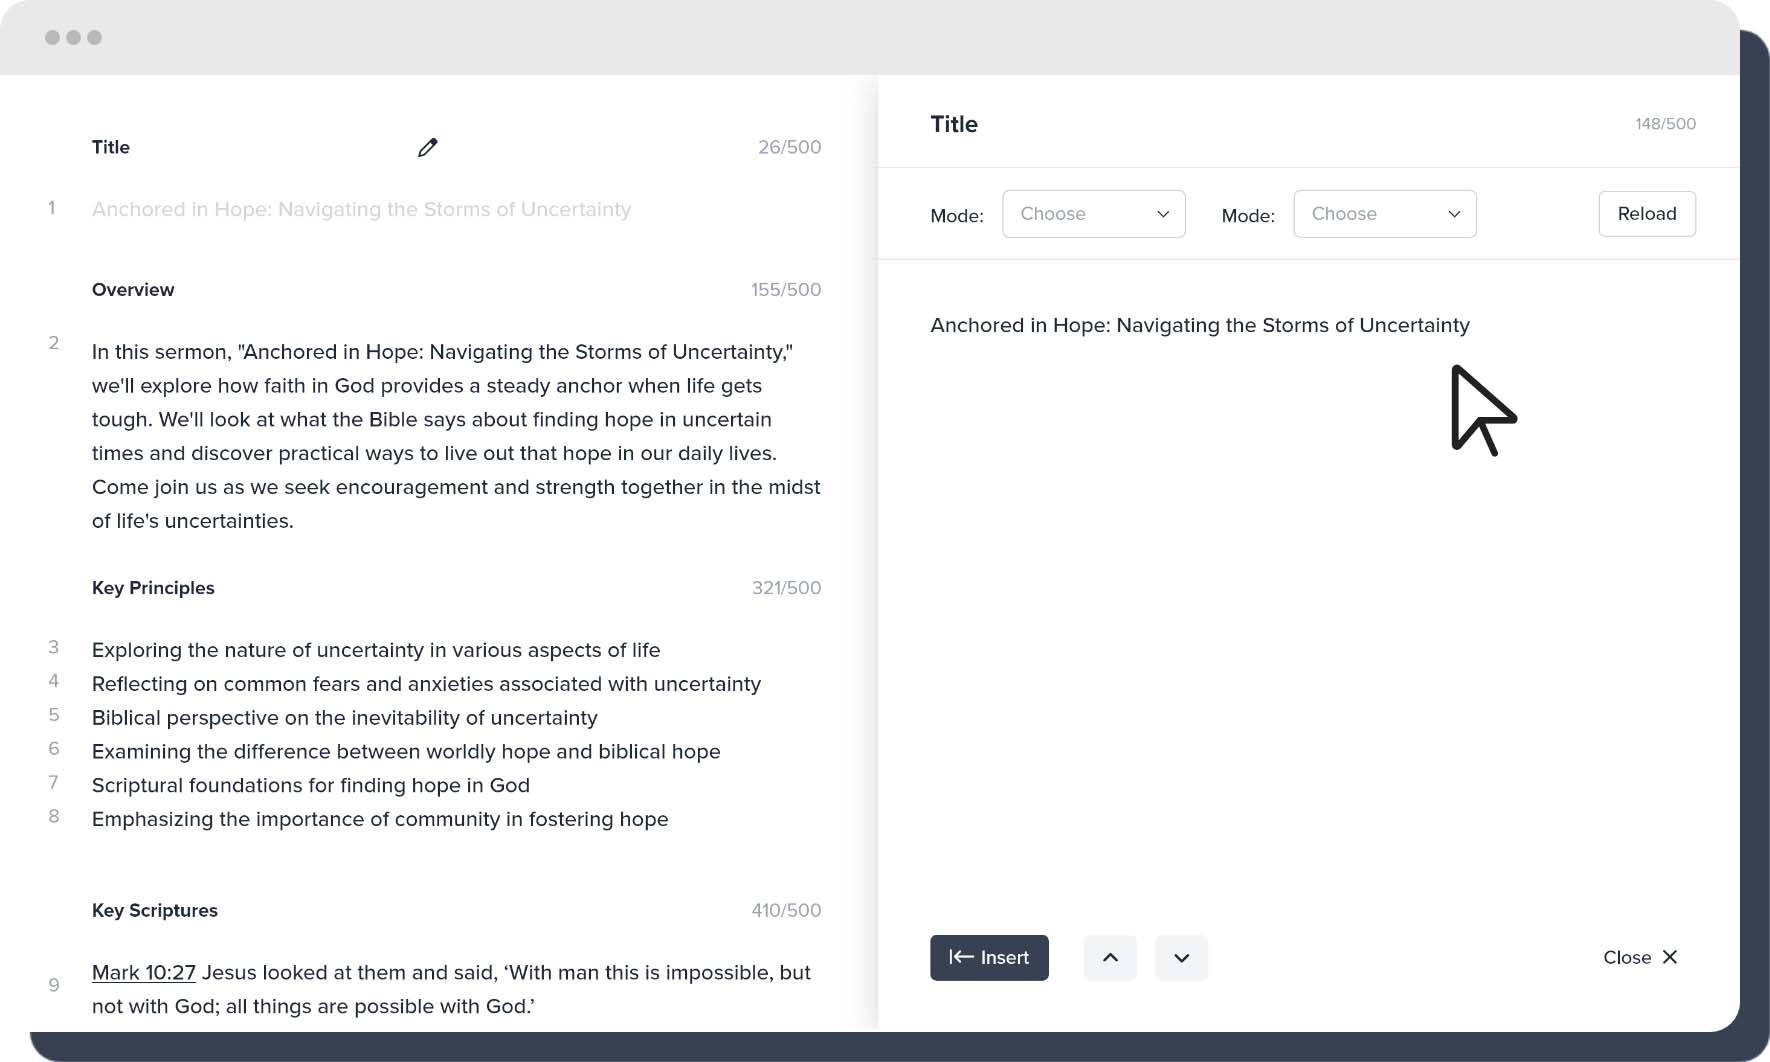 Title 26/500
1 Anchored in Hope: Navigating the Storms of Uncertainty
Overview 155/500
2 In this sermon, "Anchored in Hope: Navigating the Storms of Uncertainty,"
we'll explore how faith in God provides a steady anchor when life gets
tough. We'll look at what the Bible says about finding hope in uncertain
times and discover practical ways to live out that hope in our daily lives.
Come join us as we seek encouragement and strength together in the midst
of life's uncertainties.
Key Principles 321/500
3 Exploring the nature of uncertainty in various aspects of life
4 Reflecting on common fears and anxieties associated with uncertainty
5 Biblical perspective on the inevitability of uncertainty
6 Examining the difference between worldly hope and biblical hope
7 Scriptural foundations for finding hope in God
8 Emphasizing the importance of community in fostering hope
Key Scriptures 410/500
9 Mark 10:27 Jesus looked at them and said, ‘With man this is impossible, but
not with God; all things are possible with God.’
Title 148/500
Mode: Choose Mode: Choose Reload
Anchored in Hope: Navigating the Storms of Uncertainty
Insert Close